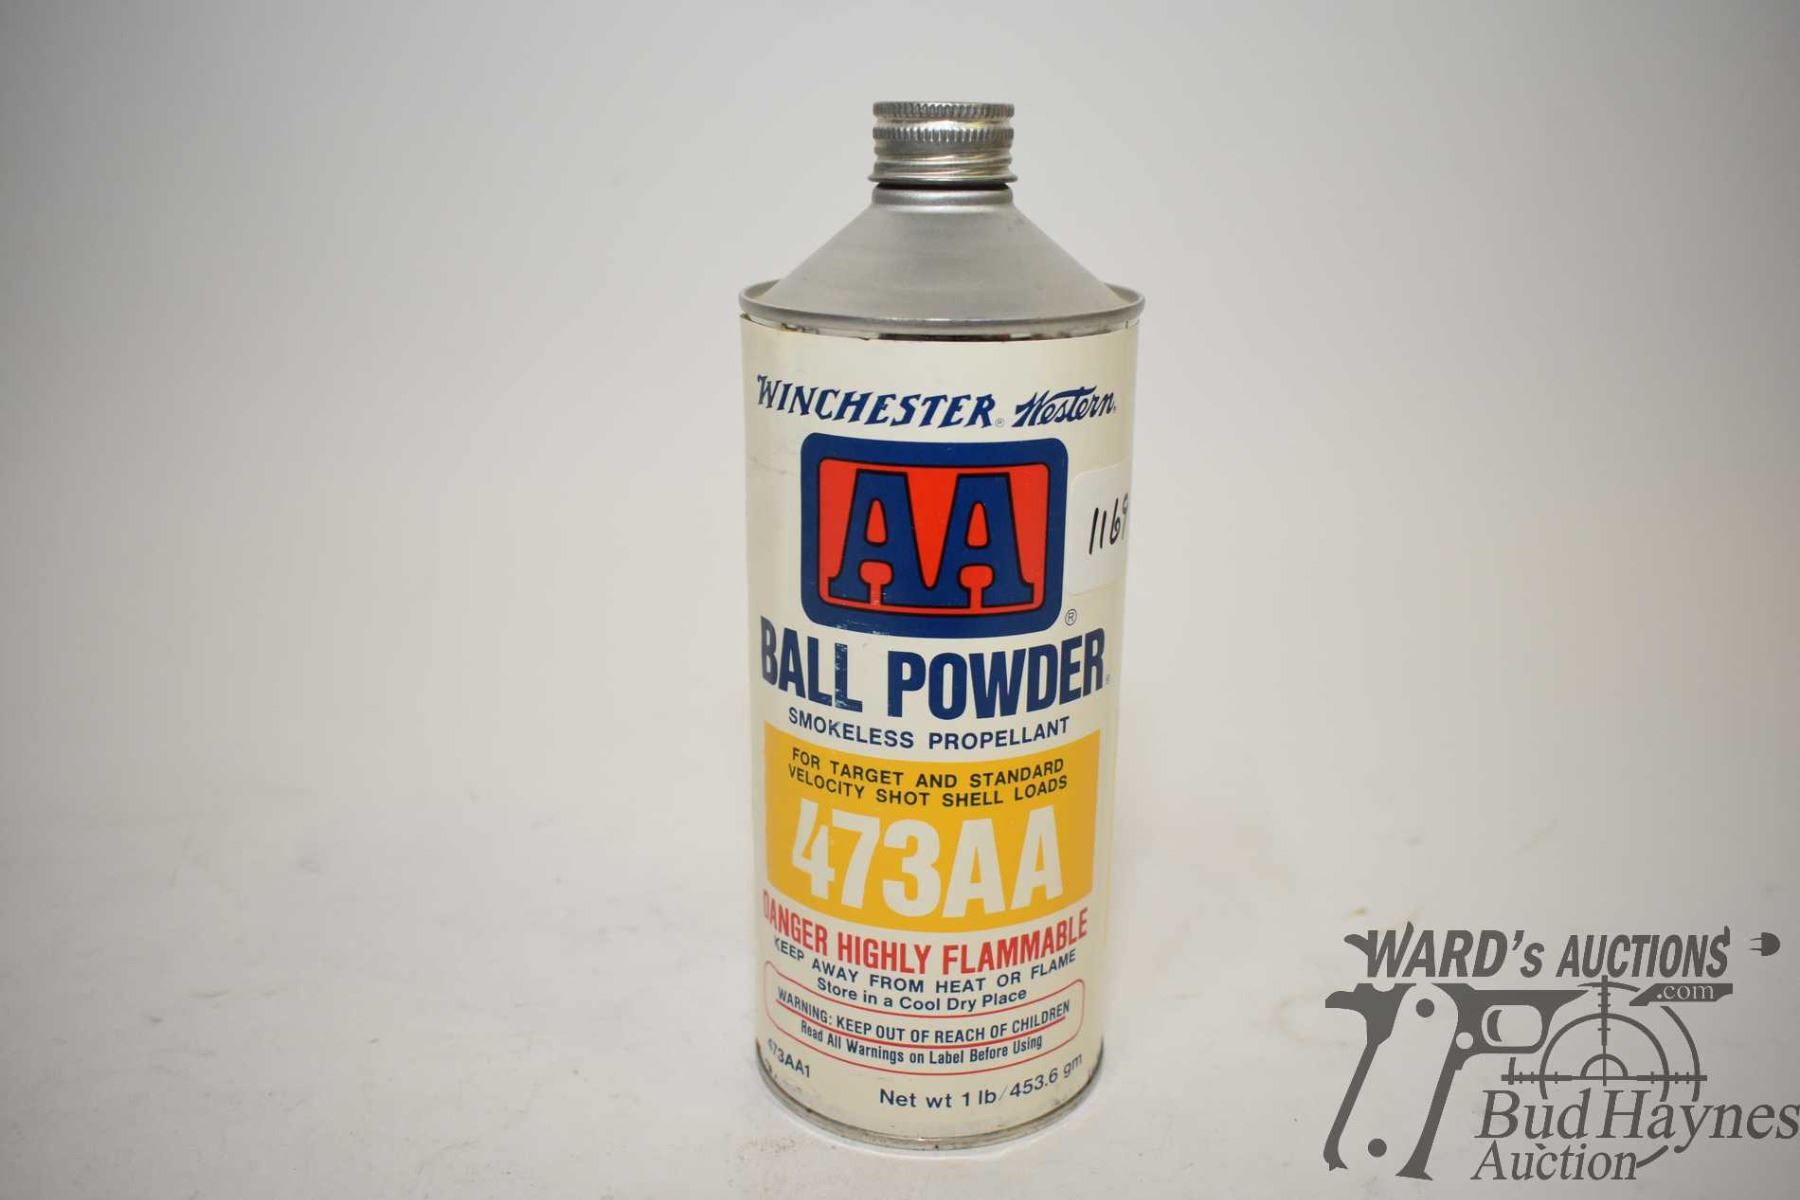 WINCHESTER® Western®
AA®
1169
BALL POWDER®
SMOKELESS PROPELLANT
FOR TARGET AND STANDARD
VELOCITY SHOT SHELL LOADS
473AA
DANGER HIGHLY FLAMMABLE
KEEP AWAY FROM HEAT OR FLAME
Store in a Cool Dry Place
WARNING: KEEP OUT OF REACH OF CHILDREN
Read All Warnings on Label Before Using
473AA1
Net wt 1 lb/453.6 gm
WARD's AUCTIONS
.com
Bud Haynes
Auction